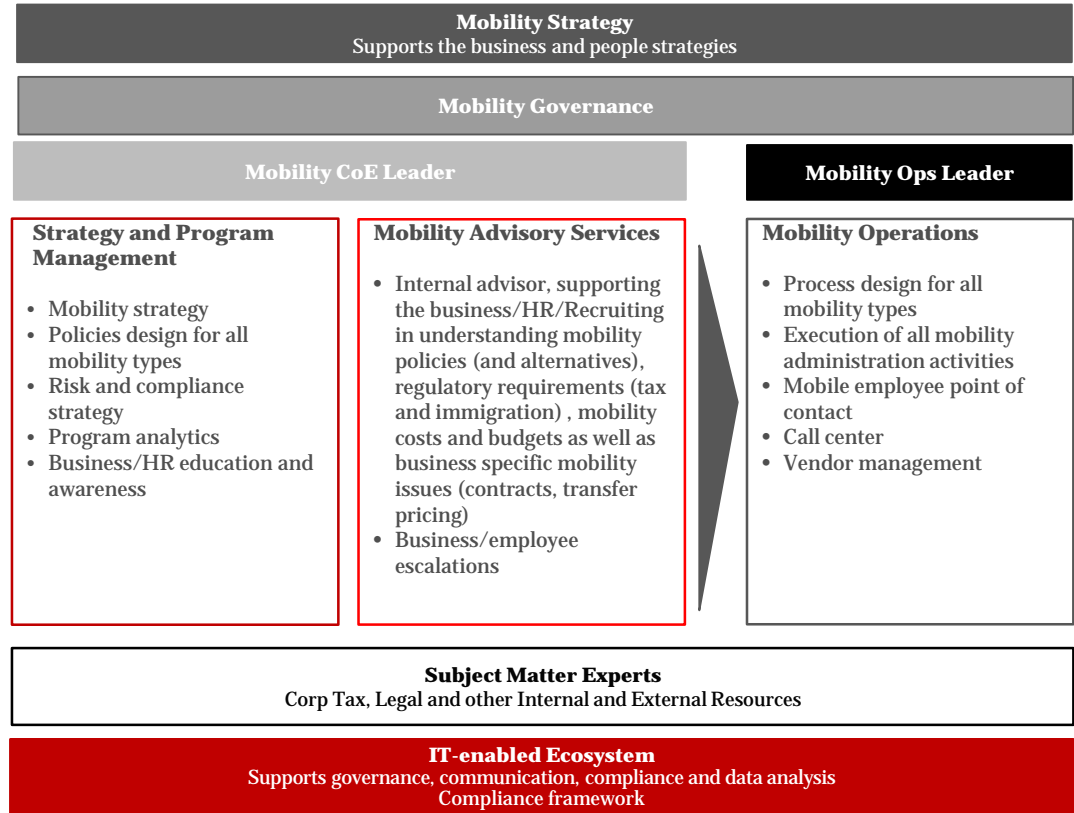 Mobility Strategy
Supports the business and people strategies
Mobility Governance
Mobility CoE Leader
Mobility Ops Leader
Strategy and Program
Management
• Mobility strategy
• Policies design for all
mobility types
• Risk and compliance
strategy
• Program analytics
• Business/HR education and
awareness
Mobility Advisory Services
• Internal advisor, supporting
the business/HR/Recruiting
in understanding mobility
policies (and alternatives),
regulatory requirements (tax
and immigration) , mobility
costs and budgets as well as
business specific mobility
issues (contracts, transfer
pricing)
• Business/employee
escalations
Mobility Operations
• Process design for all
mobility types
• Execution of all mobility
administration activities
• Mobile employee point of
contact
• Call center
• Vendor management
Subject Matter Experts
Corp Tax, Legal and other Internal and External Resources
IT-enabled Ecosystem
Supports governance, communication, compliance and data analysis
Compliance framework